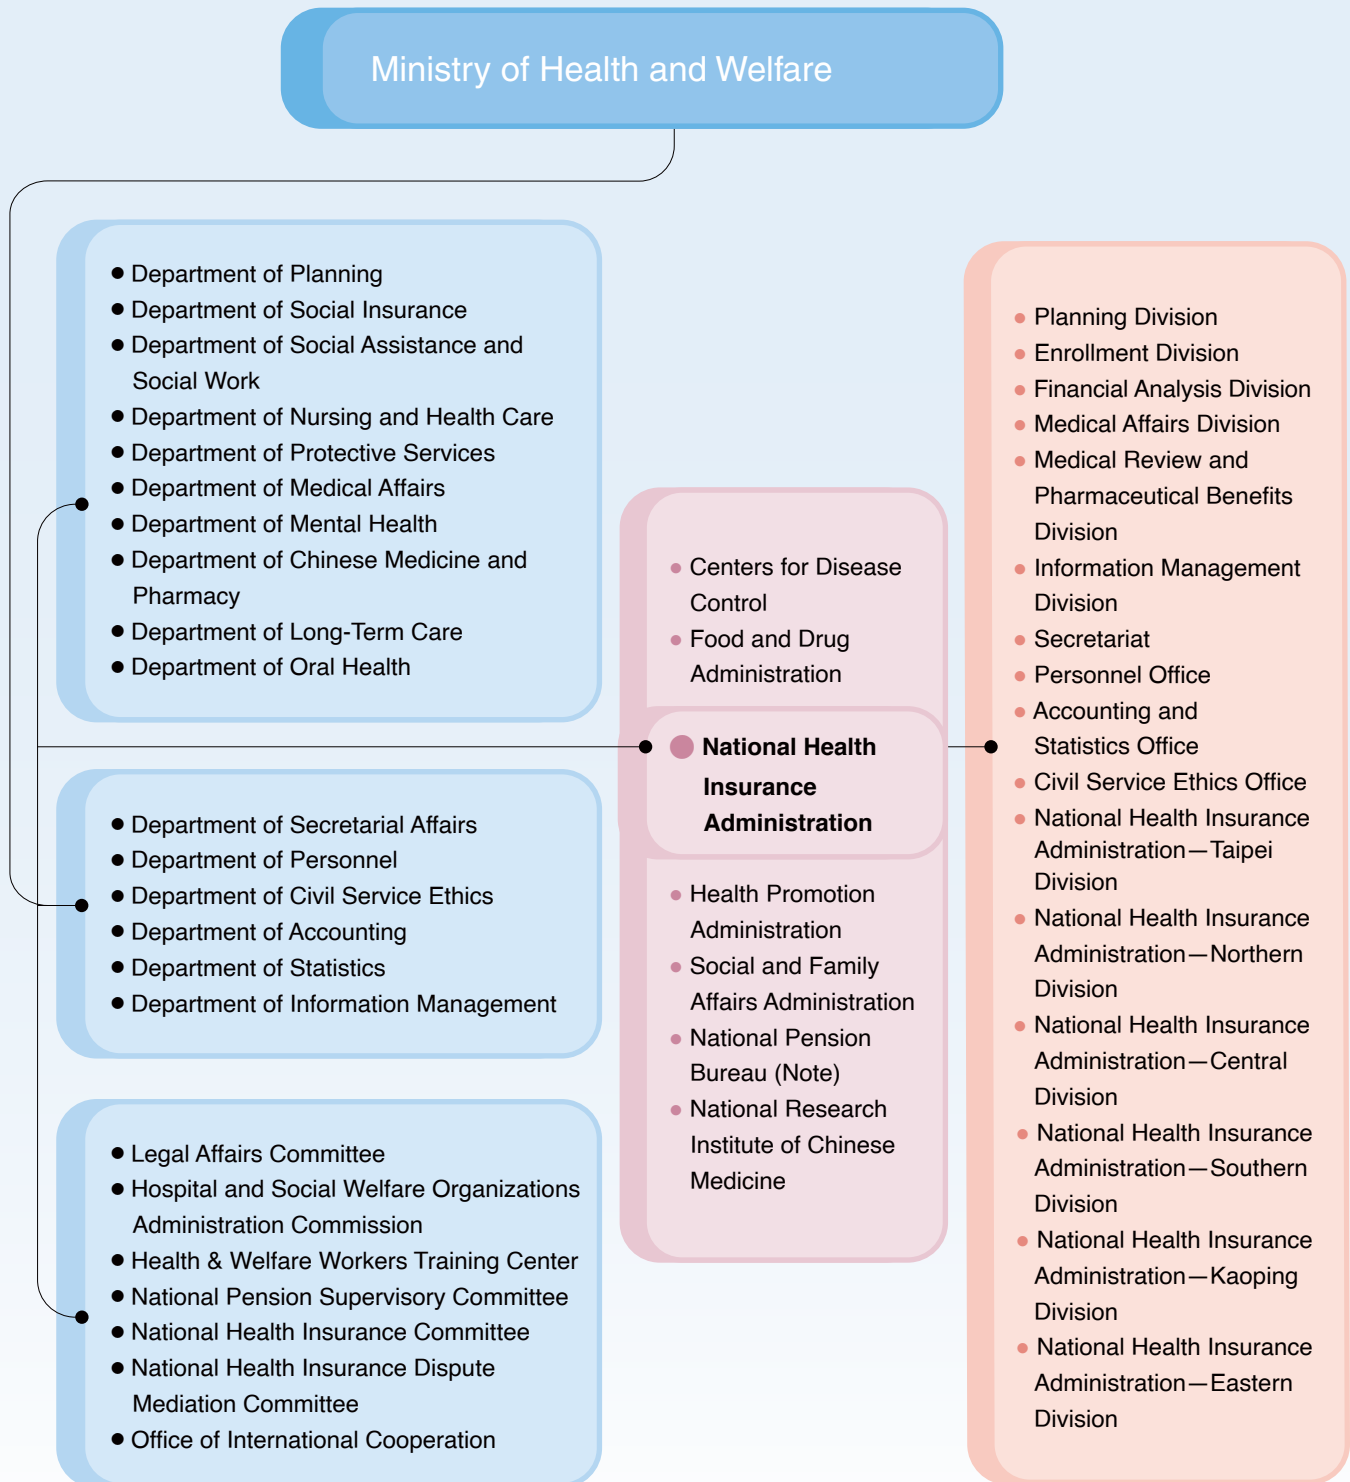 Ministry of Health and Welfare
● Department of Planning
● Department of Social Insurance
● Department of Social Assistance and
Social Work
● Department of Nursing and Health Care
● Department of Protective Services
● Department of Medical Affairs
● Department of Mental Health
● Department of Chinese Medicine and
Pharmacy
● Department of Long-Term Care
● Department of Oral Health
● Department of Secretarial Affairs
● Department of Personnel
● Department of Civil Service Ethics
● Department of Accounting
● Department of Statistics
● Department of Information Management
● Legal Affairs Committee
● Hospital and Social Welfare Organizations
Administration Commission
● Health & Welfare Workers Training Center
● National Pension Supervisory Committee
● National Health Insurance Committee
● National Health Insurance Dispute
Mediation Committee
● Office of International Cooperation
● Centers for Disease
Control
● Food and Drug
Administration
● National Health
Insurance
Administration
● Health Promotion
Administration
● Social and Family
Affairs Administration
● National Pension
Bureau (Note)
● National Research
Institute of Chinese
Medicine
● Planning Division
● Enrollment Division
● Financial Analysis Division
● Medical Affairs Division
● Medical Review and
Pharmaceutical Benefits
Division
● Information Management
Division
● Secretariat
● Personnel Office
● Accounting and
Statistics Office
● Civil Service Ethics Office
● National Health Insurance
Administration—Taipei
Division
● National Health Insurance
Administration—Northern
Division
● National Health Insurance
Administration—Central
Division
● National Health Insurance
Administration—Southern
Division
● National Health Insurance
Administration—Kaoping
Division
● National Health Insurance
Administration—Eastern
Division